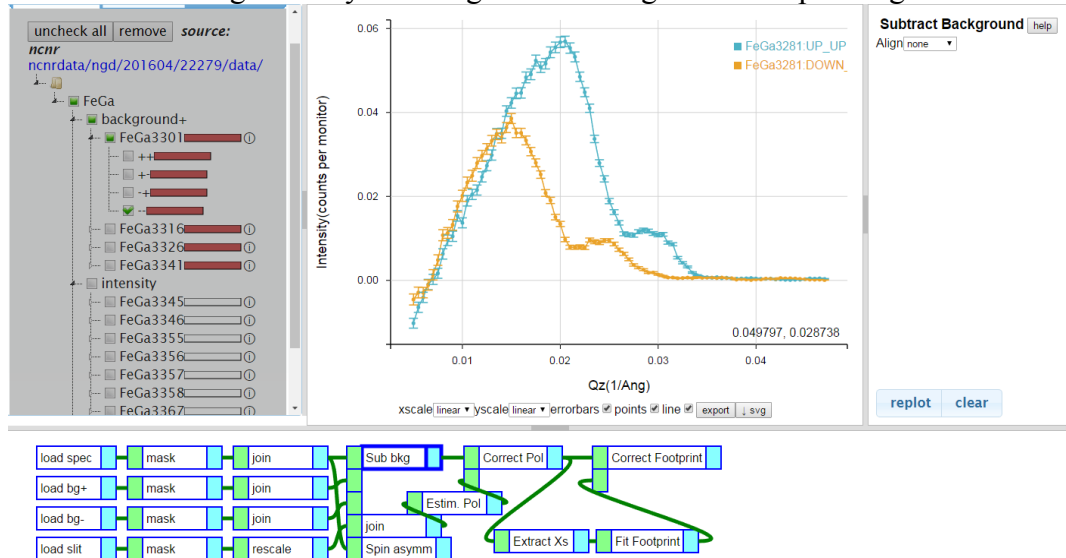 uncheck all remove source:
ncnr
ncnrdata/ngd/201604/22279/data/
FeGa
background+
FeGa3301
++
+-
-+
--
FeGa3316
FeGa3326
FeGa3341
intensity
FeGa3345
FeGa3346
FeGa3355
FeGa3356
FeGa3357
FeGa3358
FeGa3367
Intensity(counts per monitor)
0.06
0.04
0.02
0.00
0.01 0.02 0.03 0.04
Qz(1/Ang)
FeGa3281:UP_UP
FeGa3281:DOWN_
0.049797, 0.028738
xscale linear yscale linear errorbars points line export ↓ svg
Subtract Background help
Align none
replot clear
load spec mask join Sub bkg Correct Pol Correct Footprint
load bg+ mask join Estim. Pol
load bg- mask join join
load slit mask rescale Spin asymm Extract Xs Fit Footprint